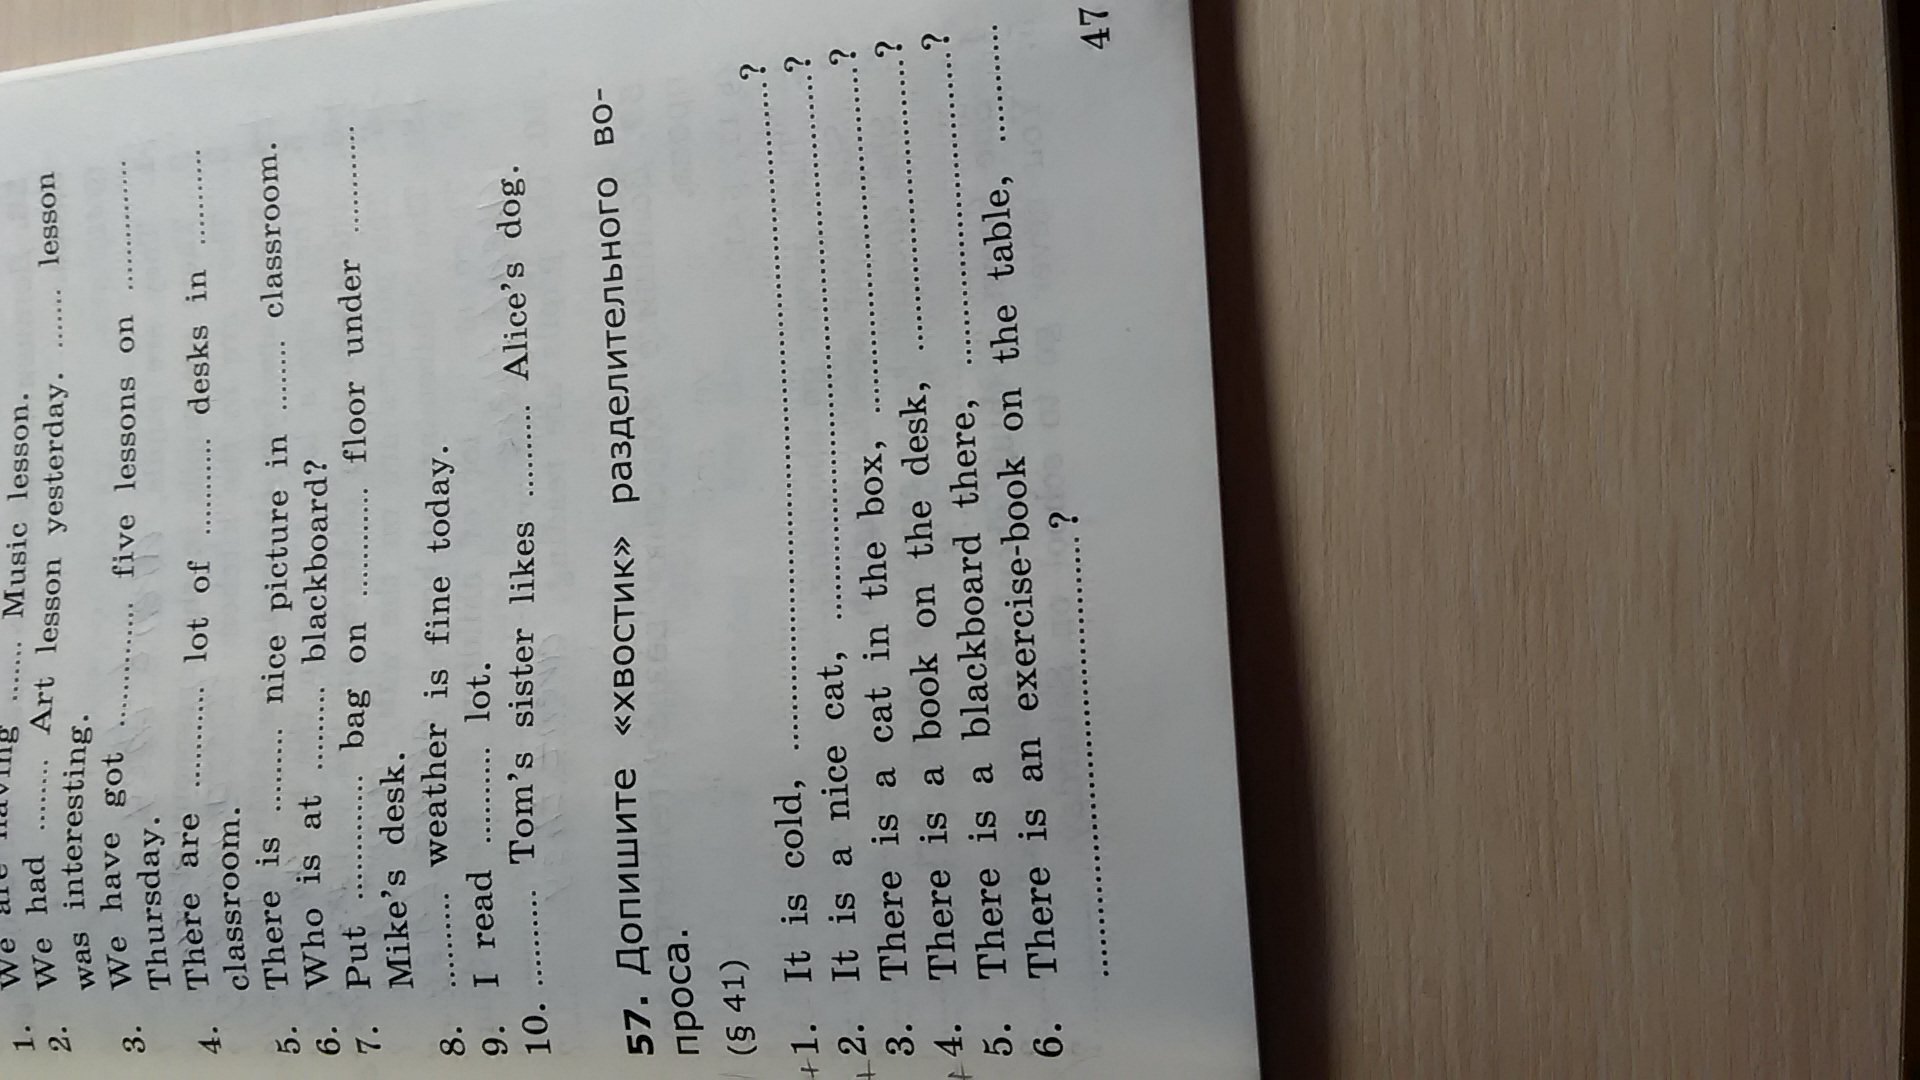 1. We are having ....... Music lesson.
2. We had ....... Art lesson yesterday. ....... lesson
was interesting.
3. We have got ............ five lessons on ..............
Thursday.
4. There are ........... lot of ........... desks in ...........
classroom.
5. There is ......... nice picture in ........ classroom.
6. Who is at ......... blackboard?
7. Put ............ bag on ............ floor under ............
Mike's desk.
8. .......... weather is fine today.
9. I read .......... lot.
10. .......... Tom's sister likes .......... Alice's dog.
57. Допишите «хвостик» разделительного во-
проса.
(§ 41)
+1. It is cold, ..................................................?
+2. It is a nice cat, ..................................................?
3. There is a cat in the box, ........................................?
4. There is a book on the desk, ...................................?
5. There is a blackboard there, ...................................?
6. There is an exercise-book on the table, ............
..................................................?
47